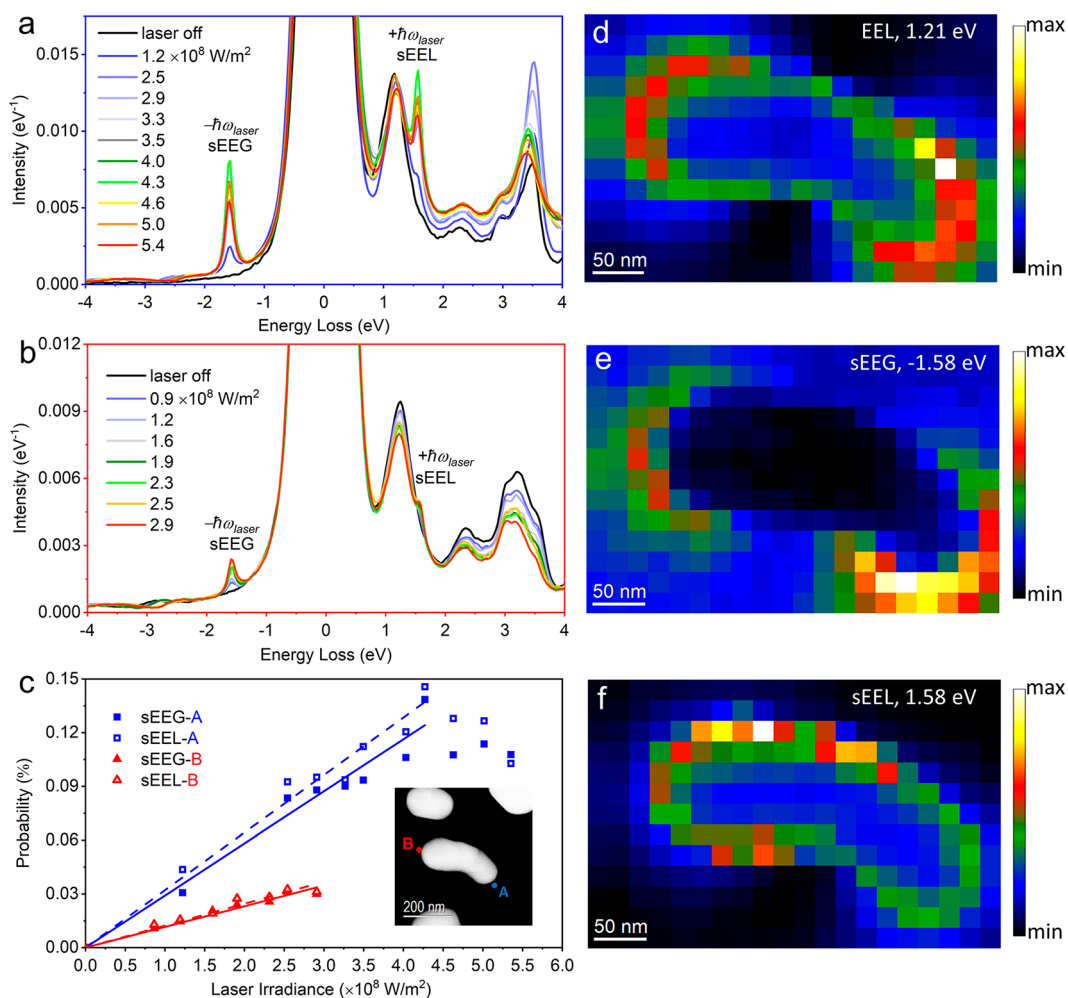 a
laser off
1.2 ×10⁸ W/m²
2.5
2.9
3.3
3.5
4.0
4.3
4.6
5.0
5.4
−ℏω_laser
sEEG
+ℏω_laser
sEEL
0.015
0.010
0.005
0.000
Intensity (eV⁻¹)
-4 -3 -2 -1 0 1 2 3 4
Energy Loss (eV)
b
laser off
0.9 ×10⁸ W/m²
1.2
1.6
1.9
2.3
2.5
2.9
−ℏω_laser
sEEG
+ℏω_laser
sEEL
0.012
0.009
0.006
0.003
0.000
Intensity (eV⁻¹)
-4 -3 -2 -1 0 1 2 3 4
Energy Loss (eV)
c
sEEG-A
sEEL-A
sEEG-B
sEEL-B
0.15
0.12
0.09
0.06
0.03
0.00
Probability (%)
B
A
200 nm
0.0 0.5 1.0 1.5 2.0 2.5 3.0 3.5 4.0 4.5 5.0 5.5 6.0
Laser Irradiance (×10⁸ W/m²)
d
EEL, 1.21 eV
50 nm
max
min
e
sEEG, -1.58 eV
50 nm
max
min
f
sEEL, 1.58 eV
50 nm
max
min